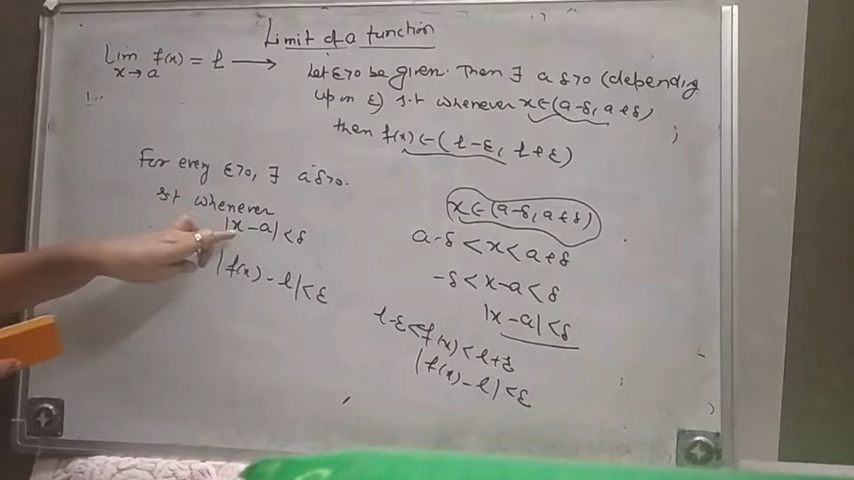 Limit of a function
lim f(x) = l ⟶ Let ε>0 be given. Then ∃ a δ>0 (depending
x→a
upon ε) s.t whenever x∈(a-δ, a+δ)
then f(x) ∈ (l-ε, l+ε)
For every ε>0, ∃ a δ>0.
s.t whenever
|x-a|<δ
|f(x)-l|<ε
x∈(a-δ, a+δ)
a-δ<x<a+δ
-δ<x-a<δ
|x-a|<δ
l-ε<f(x)<l+ε
|f(x)-l|<ε